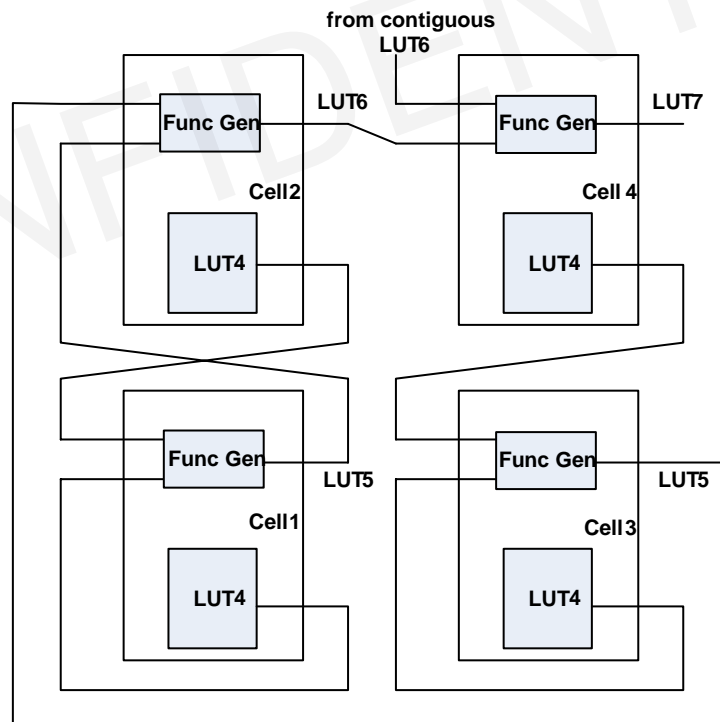 from contiguous
LUT6
LUT6
LUT7
Func Gen
Func Gen
Cell2
Cell 4
LUT4
LUT4
Func Gen
Func Gen
LUT5
LUT5
Cell1
Cell3
LUT4
LUT4
NFIDENT